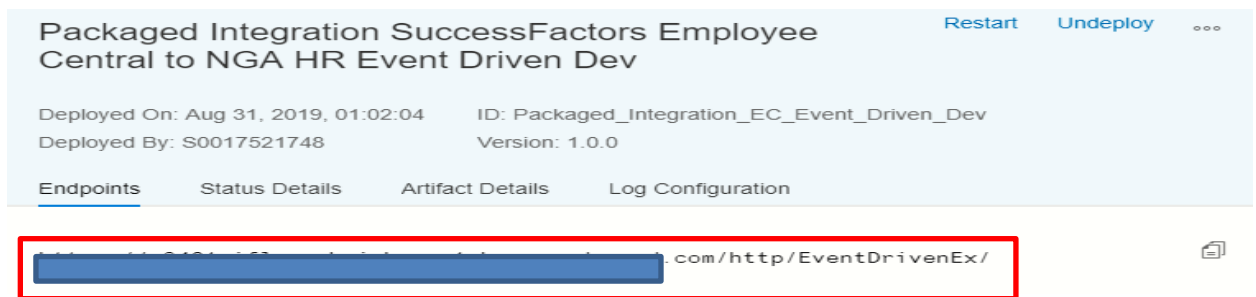 Packaged Integration SuccessFactors Employee
Central to NGA HR Event Driven Dev
Restart Undeploy
Deployed On: Aug 31, 2019, 01:02:04 ID: Packaged_Integration_EC_Event_Driven_Dev
Deployed By: S0017521748 Version: 1.0.0
Endpoints Status Details Artifact Details Log Configuration
.com/http/EventDrivenEx/